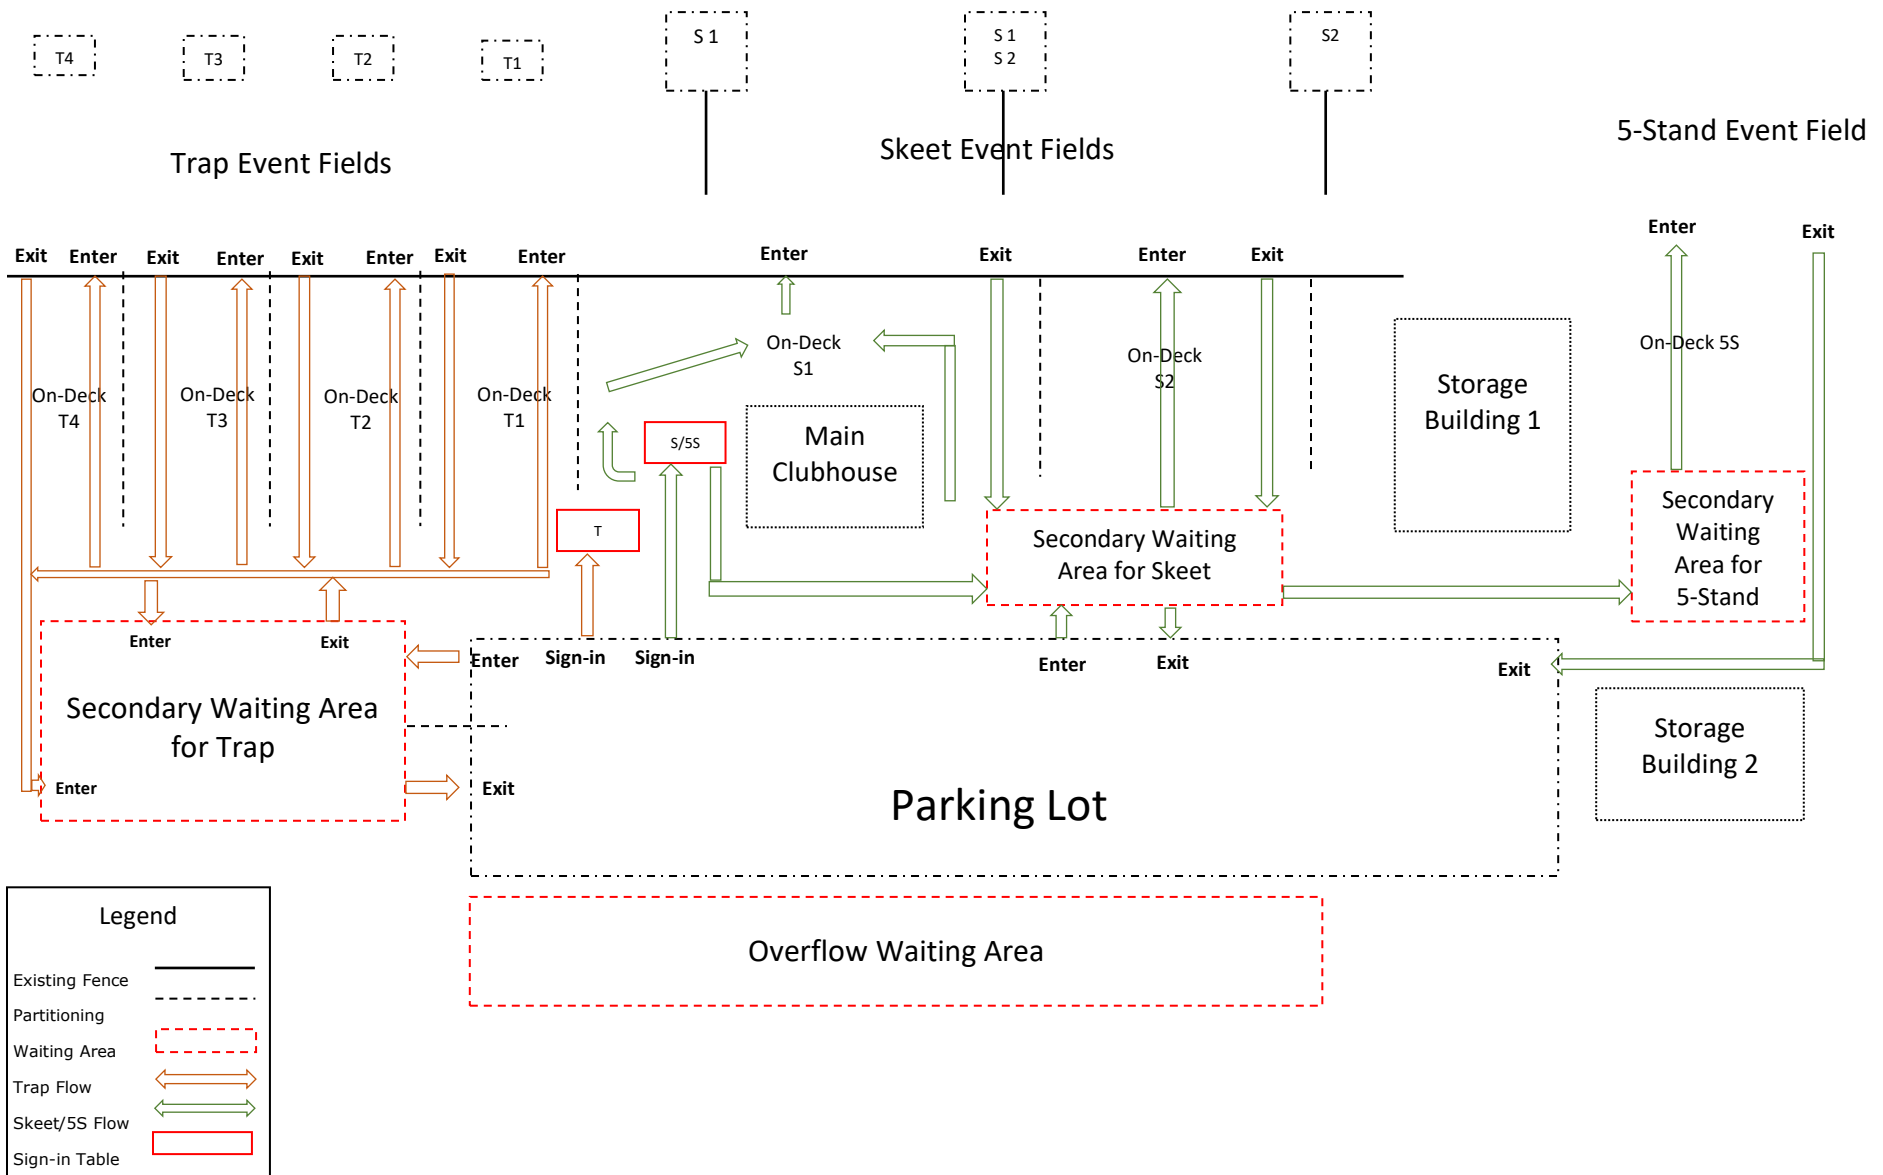 T4
T3
T2
T1
S 1
S 1
S 2
S2
Trap Event Fields
Skeet Event Fields
5-Stand Event Field
Exit
Enter
Exit
Enter
Exit
Enter
Exit
Enter
Enter
Exit
Enter
Exit
Enter
Exit
On-Deck
T4
On-Deck
T3
On-Deck
T2
On-Deck
T1
On-Deck
S1
On-Deck
S2
On-Deck 5S
S/5S
Main
Clubhouse
Storage
Building 1
T
Secondary Waiting
Area for Skeet
Secondary
Waiting
Area for
5-Stand
Enter
Exit
Enter
Sign-in
Sign-in
Enter
Exit
Exit
Secondary Waiting Area
for Trap
Enter
Exit
Parking Lot
Storage
Building 2
Overflow Waiting Area
Legend
Existing Fence
Partitioning
Waiting Area
Trap Flow
Skeet/5S Flow
Sign-in Table